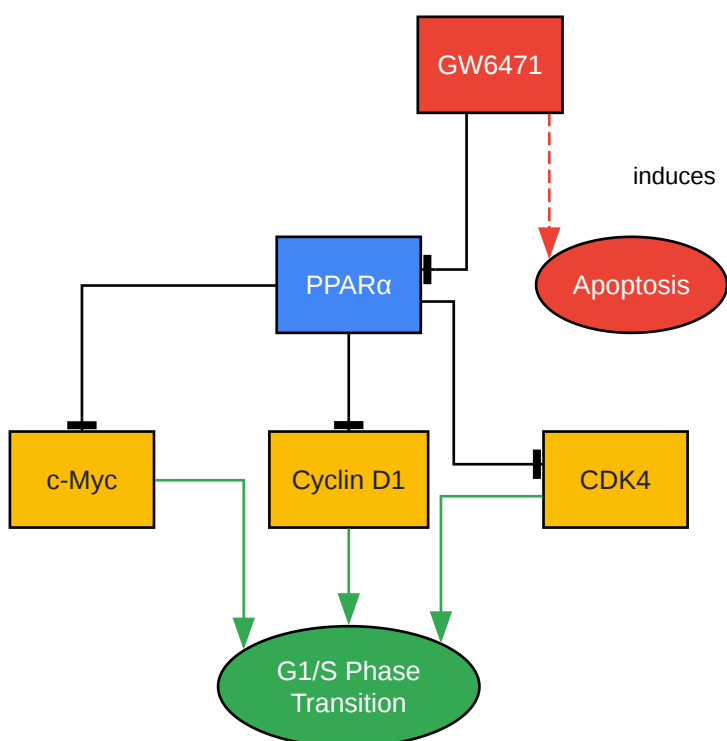 GW6471
induces
PPARα
Apoptosis
c-Myc
Cyclin D1
CDK4
G1/S Phase
Transition